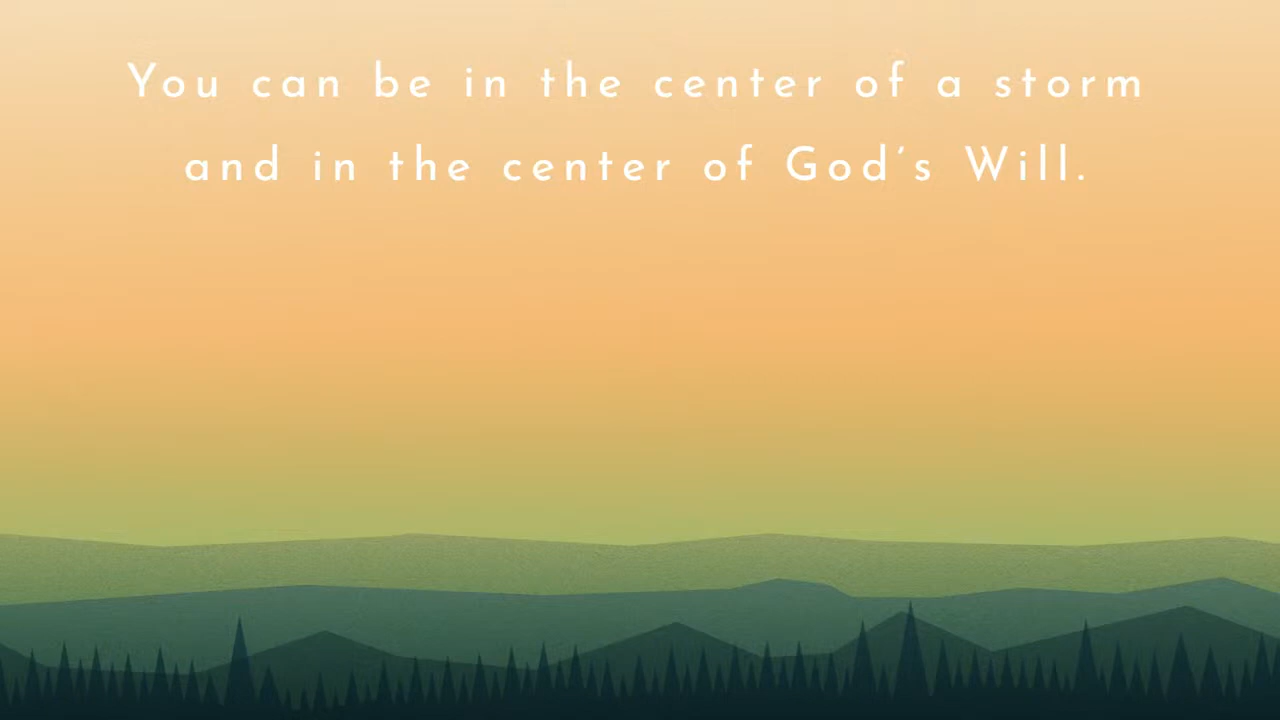 You can be in the center of a storm
and in the center of God's Will.